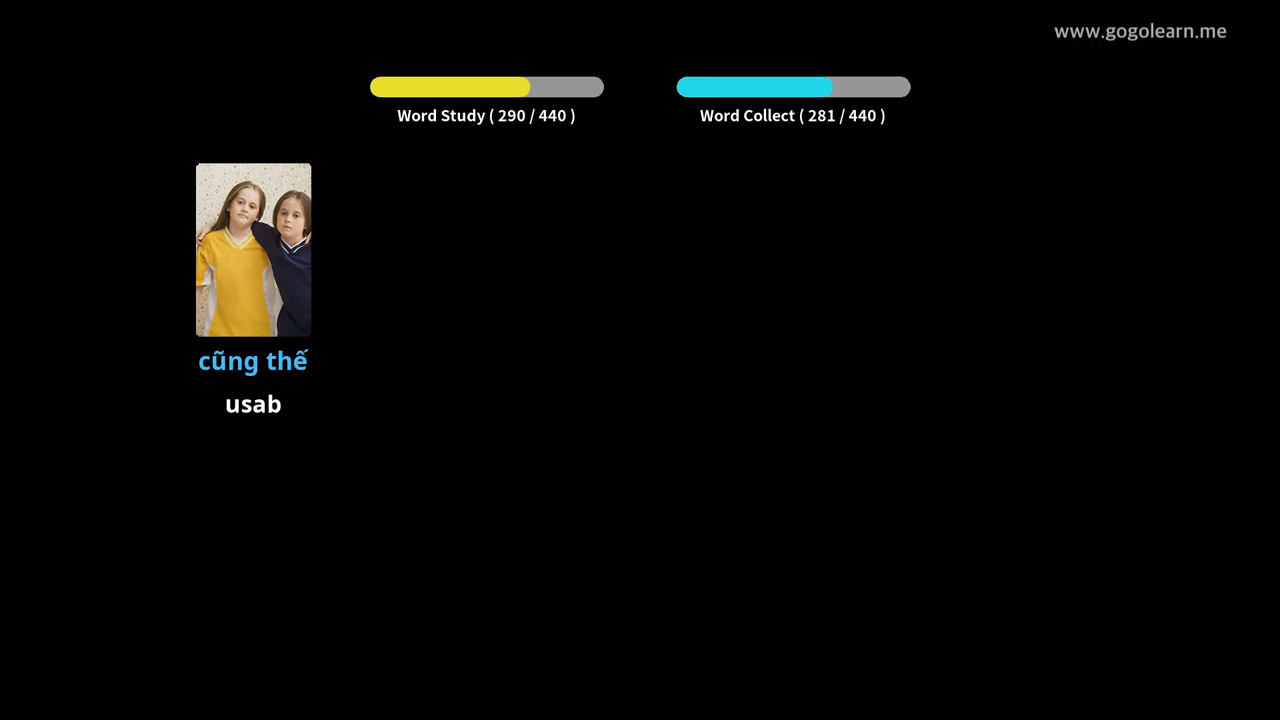 www.gogolearn.me
Word Study ( 290 / 440 )
Word Collect ( 281 / 440 )
cũng thế
usab